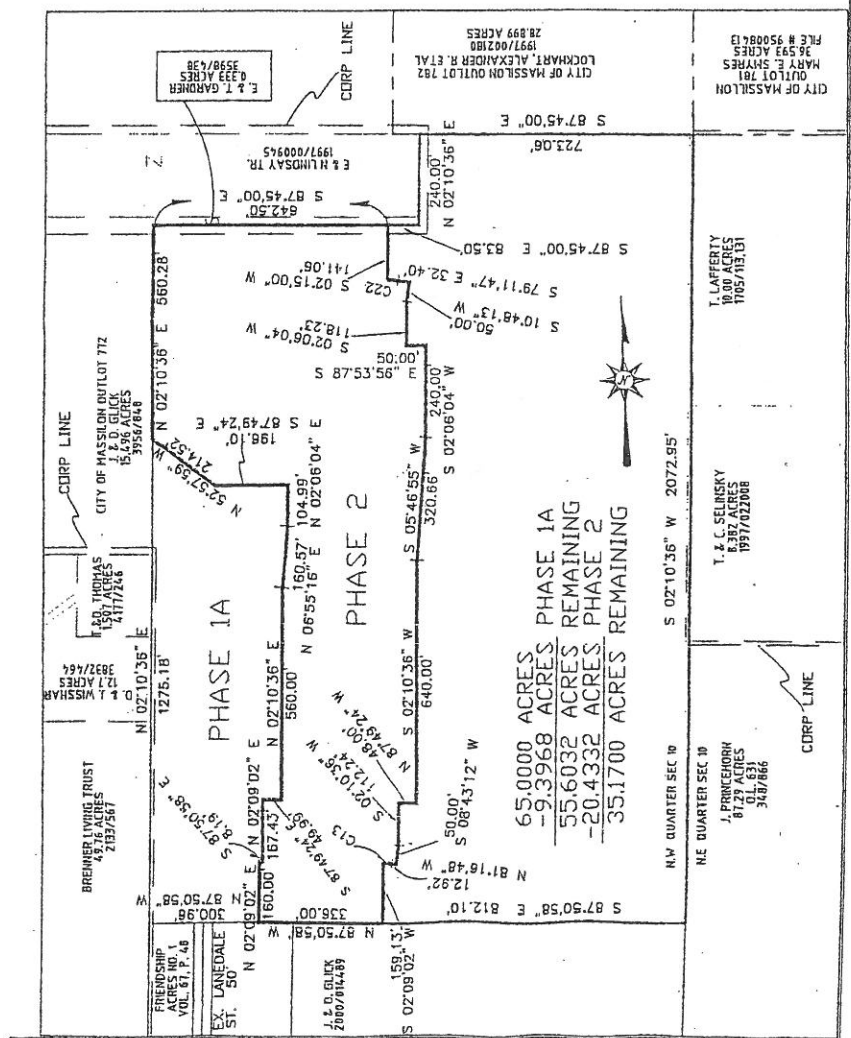 CITY OF MASSILON OUTLOT 782
LOCKHART, ALEXANDER R. ETAL
1997/002180
28.899 ACRES
CITY OF MASSILLON
OUTLOT 781
MARY E. SMYRES
36.593 ACRES
FILE # 95008413
E. & T. GARDNER
0.333 ACRES
3598/438
CORP LINE
E & N LINDSAY TR.
1997/000945
S 87°45'00" E
642.50'
N 02°10'36" E
240.00'
S 87°45'00" E
723.06'
S 87°45'00" E 83.50'
S 02°15'00" W
141.05'
C22
S 79°11'47" E 32.40'
S 10°48'13" W
50.00'
S 02°06'04" W
118.23'
50.00'
S 87°53'56" E
S 02°06'04" W
240.00'
N 02°10'36" E 560.28'
CITY OF MASSILON OUTLOT 772
J. & D. GLICK
15.496 ACRES
3956/848
CORP LINE
N 52°57'59" W
214.52'
S 87°49'24" E
198.10'
N 02°06'04" E
104.99'
N 06°55'16" E
160.57'
S 05°46'55" W
320.66'
T. LAFFERTY
10.00 ACRES
1705/113,131
N
T. & C. SELINSKY
8.382 ACRES
1997/022008
S 02°10'36" W 2072.95'
T.&D. THOMAS
1.507 ACRES
4177/246
D. & J. WISSMAR
12.7 ACRES
3832/464
N 02°10'36" E
1275.18'
PHASE 1A
PHASE 2
N 02°10'36" E
560.00'
S 02°10'36" W
640.00'
N 87°49'24" W
48.00'
S 02°10'36" W
112.24'
50.00'
S 08°43'12" W
C13
N 81°16'48" W
12.92'
S 87°50'58" E
8.19'
N 02°09'02" E
167.43'
S 87°49'24" E
49.99'
N 02°09'02" E
160.00'
BRENNER LIVING TRUST
49.76 ACRES
2133/567
N 87°50'58" W
300.96'
N 87°50'58" W
336.00'
S 87°50'58" E 812.10'
159.13'
S 02°09'02" W
FRIENDSHIP
ACRES NO. 1
VOL. 67, P. 48
EX. LANEDALE
ST. 50'
J. & D. GLICK
2000/014489
65.0000 ACRES
-9.3968 ACRES PHASE 1A
55.6032 ACRES REMAINING
-20.4332 ACRES PHASE 2
35.1700 ACRES REMAINING
N.W QUARTER SEC 10
N.E QUARTER SEC 10
J. PRINCEHORN
87.29 ACRES
O.L. 631
348/866
CORP LINE